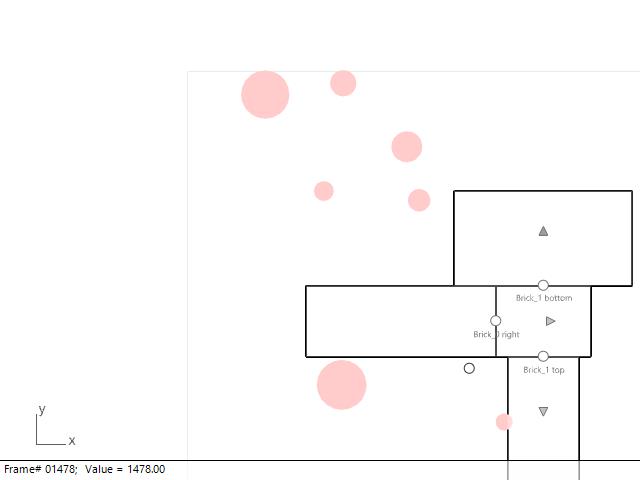 Brick_1 bottom
Brick_0 right
Brick_1 top
y
x
Frame# 01478; Value = 1478.00